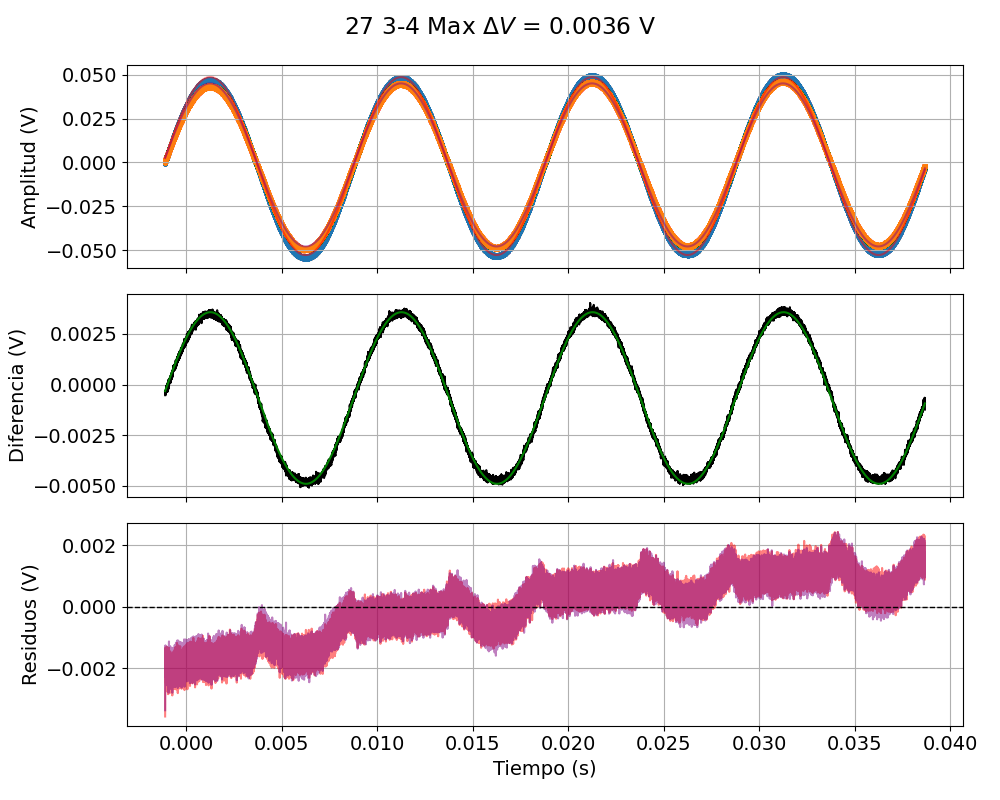 27 3-4 Max ΔV = 0.0036 V
0.050
0.025
0.000
−0.025
−0.050
Amplitud (V)
0.0025
0.0000
−0.0025
−0.0050
Diferencia (V)
0.002
0.000
−0.002
Residuos (V)
0.000 0.005 0.010 0.015 0.020 0.025 0.030 0.035 0.040
Tiempo (s)